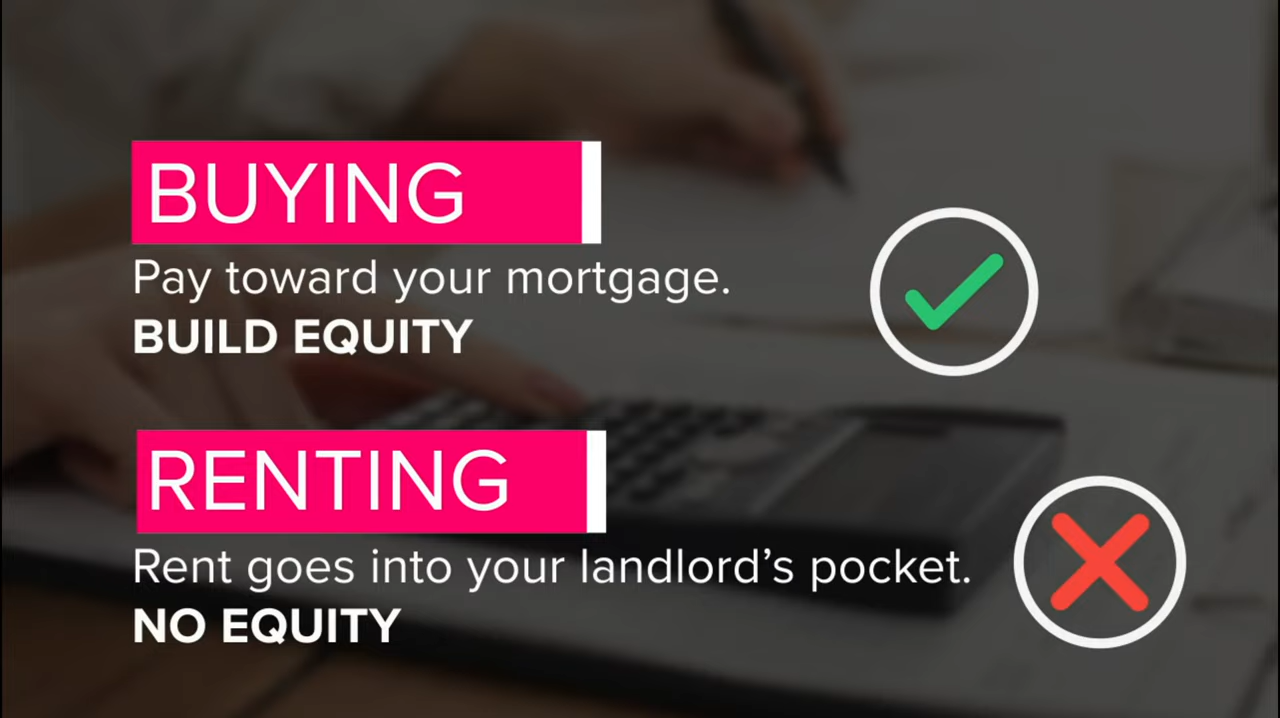 BUYING
Pay toward your mortgage.
BUILD EQUITY
RENTING
Rent goes into your landlord’s pocket.
NO EQUITY